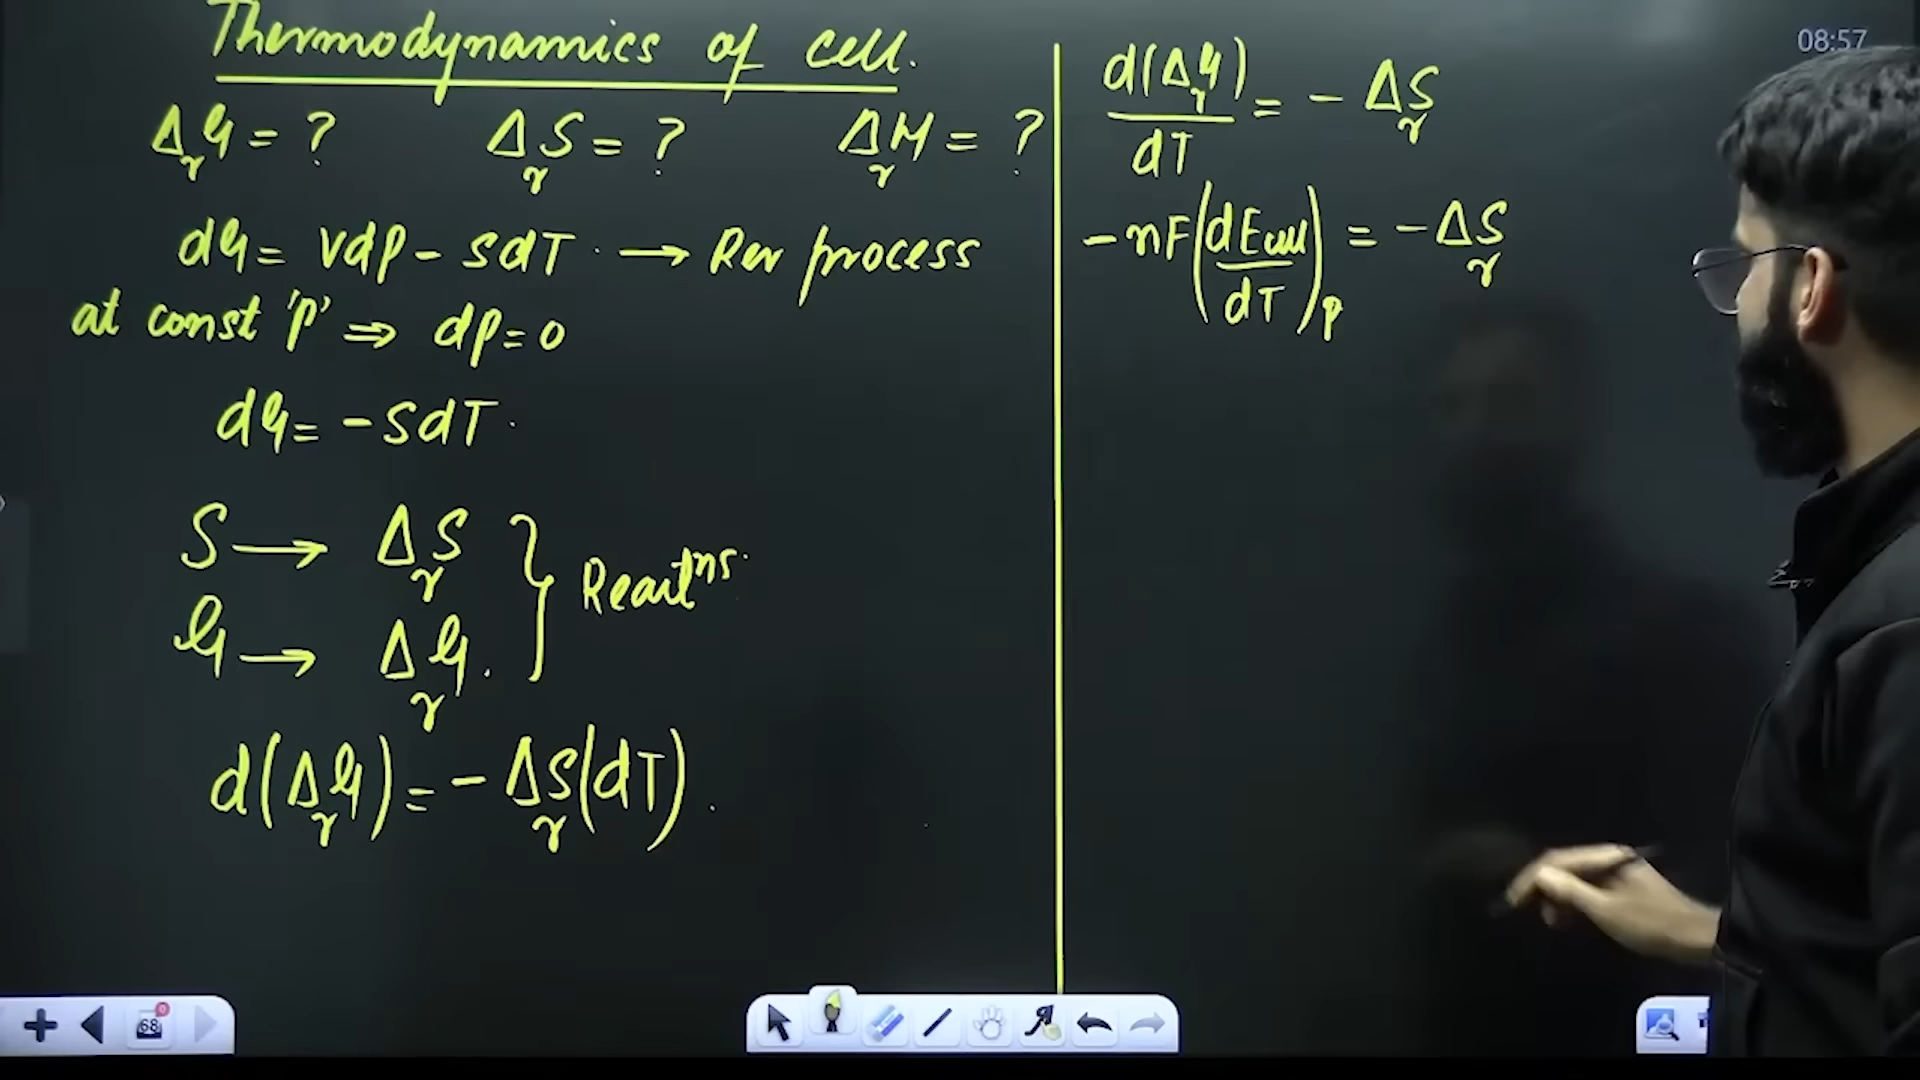 Thermodynamics of cell.
ΔrG = ? ΔrS = ? ΔrH = ?
dG = Vdp - SdT. → Rev process
at const 'p' ⇒ dp = 0
dG = -SdT.
S → ΔrS
G → ΔrG.
} Reactns.
d(ΔrG) = - ΔrS(dT).
08:57
d(ΔrG)/dT = - ΔrS
-nF(dEcell/dT)p = -ΔrS
68
0